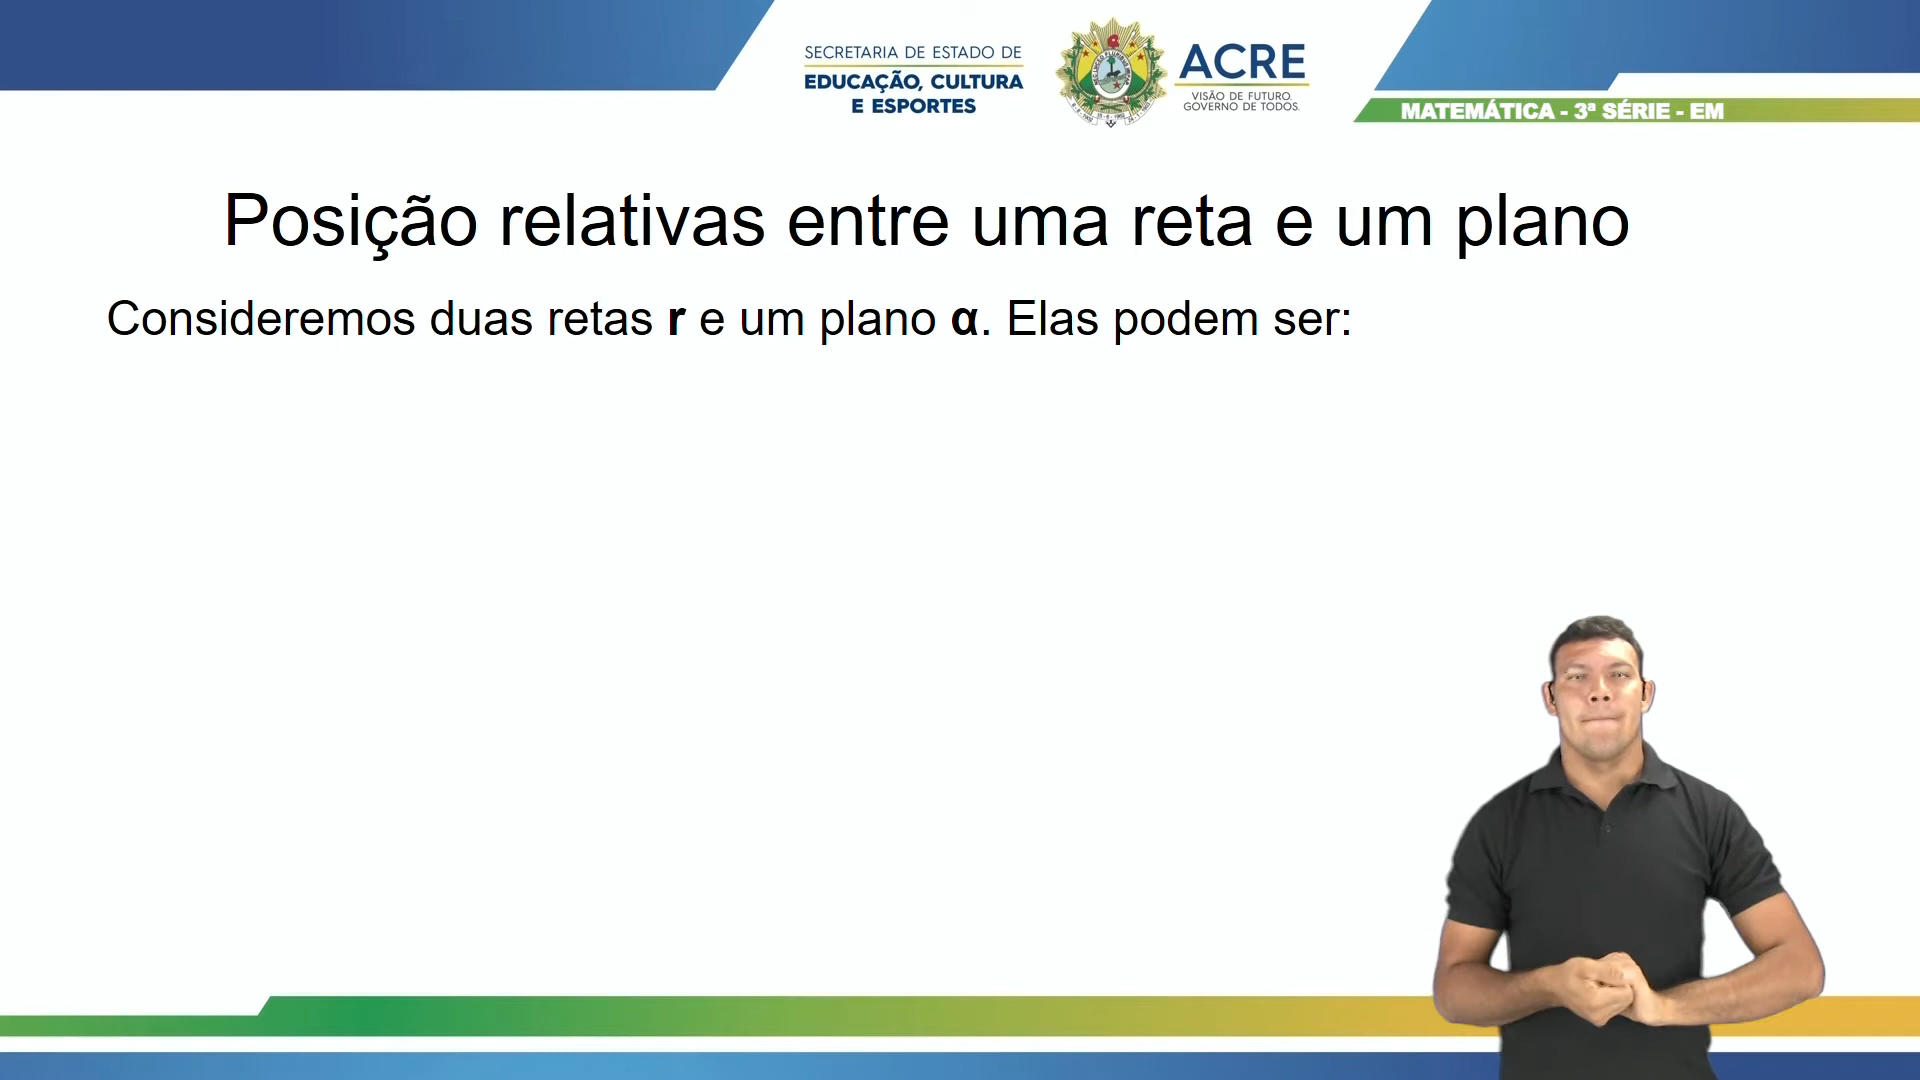 SECRETARIA DE ESTADO DE
EDUCAÇÃO, CULTURA
E ESPORTES
ACRE
VISÃO DE FUTURO.
GOVERNO DE TODOS.
MATEMÁTICA - 3ª SÉRIE - EM
Posição relativas entre uma reta e um plano
Consideremos duas retas r e um plano α. Elas podem ser: